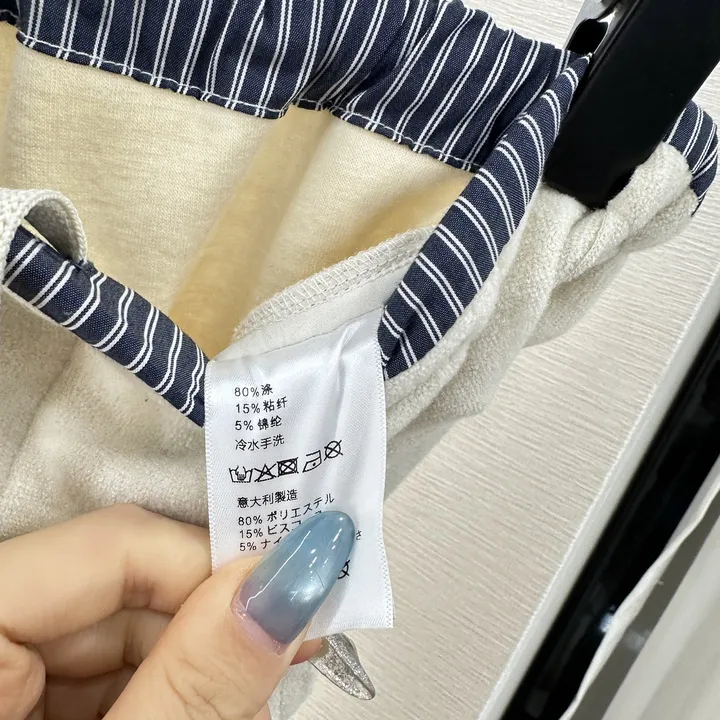 80%涤
15%粘纤
5%锦纶
冷水手洗
意大利製造
80% ポリエステル
15% ビス
5% ナイ